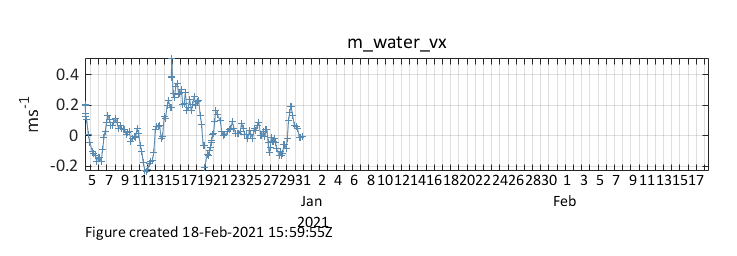 m_water_vx
ms⁻¹
0.4
0.2
0
-0.2
5 7 9 11 13 15 17 19 21 23 25 27 29 31 2 4 6 8 10 12 14 16 18 20 22 24 26 28 30 1 3 5 7 9 11 13 15 17
Jan Feb
2021
Figure created 18-Feb-2021 15:59:55Z